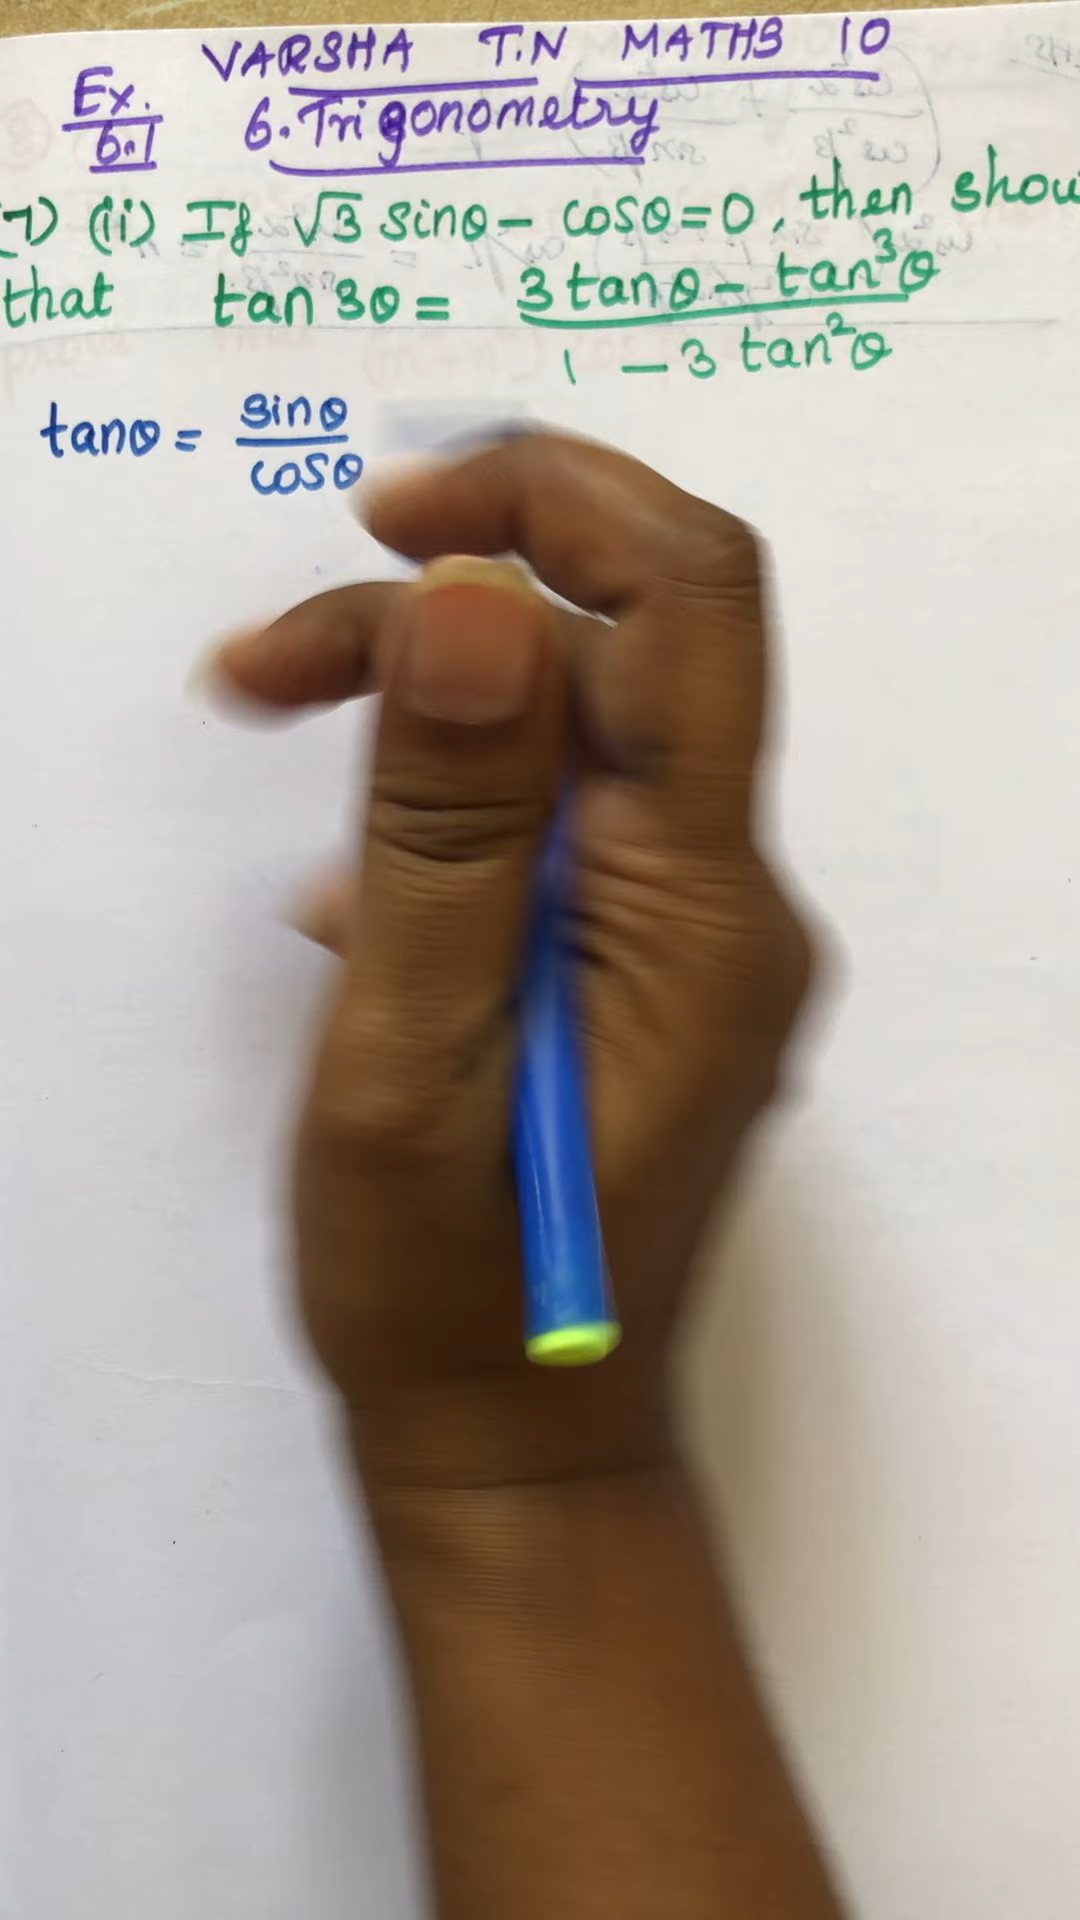 VARSHA T.N MATHS 10
Ex. 6.1
6. Trigonometry
7) (ii) If √3 sinθ - cosθ = 0, then show
that tan 3θ = (3 tanθ - tan³θ) / (1 - 3 tan²θ)
tanθ = sinθ / cosθ